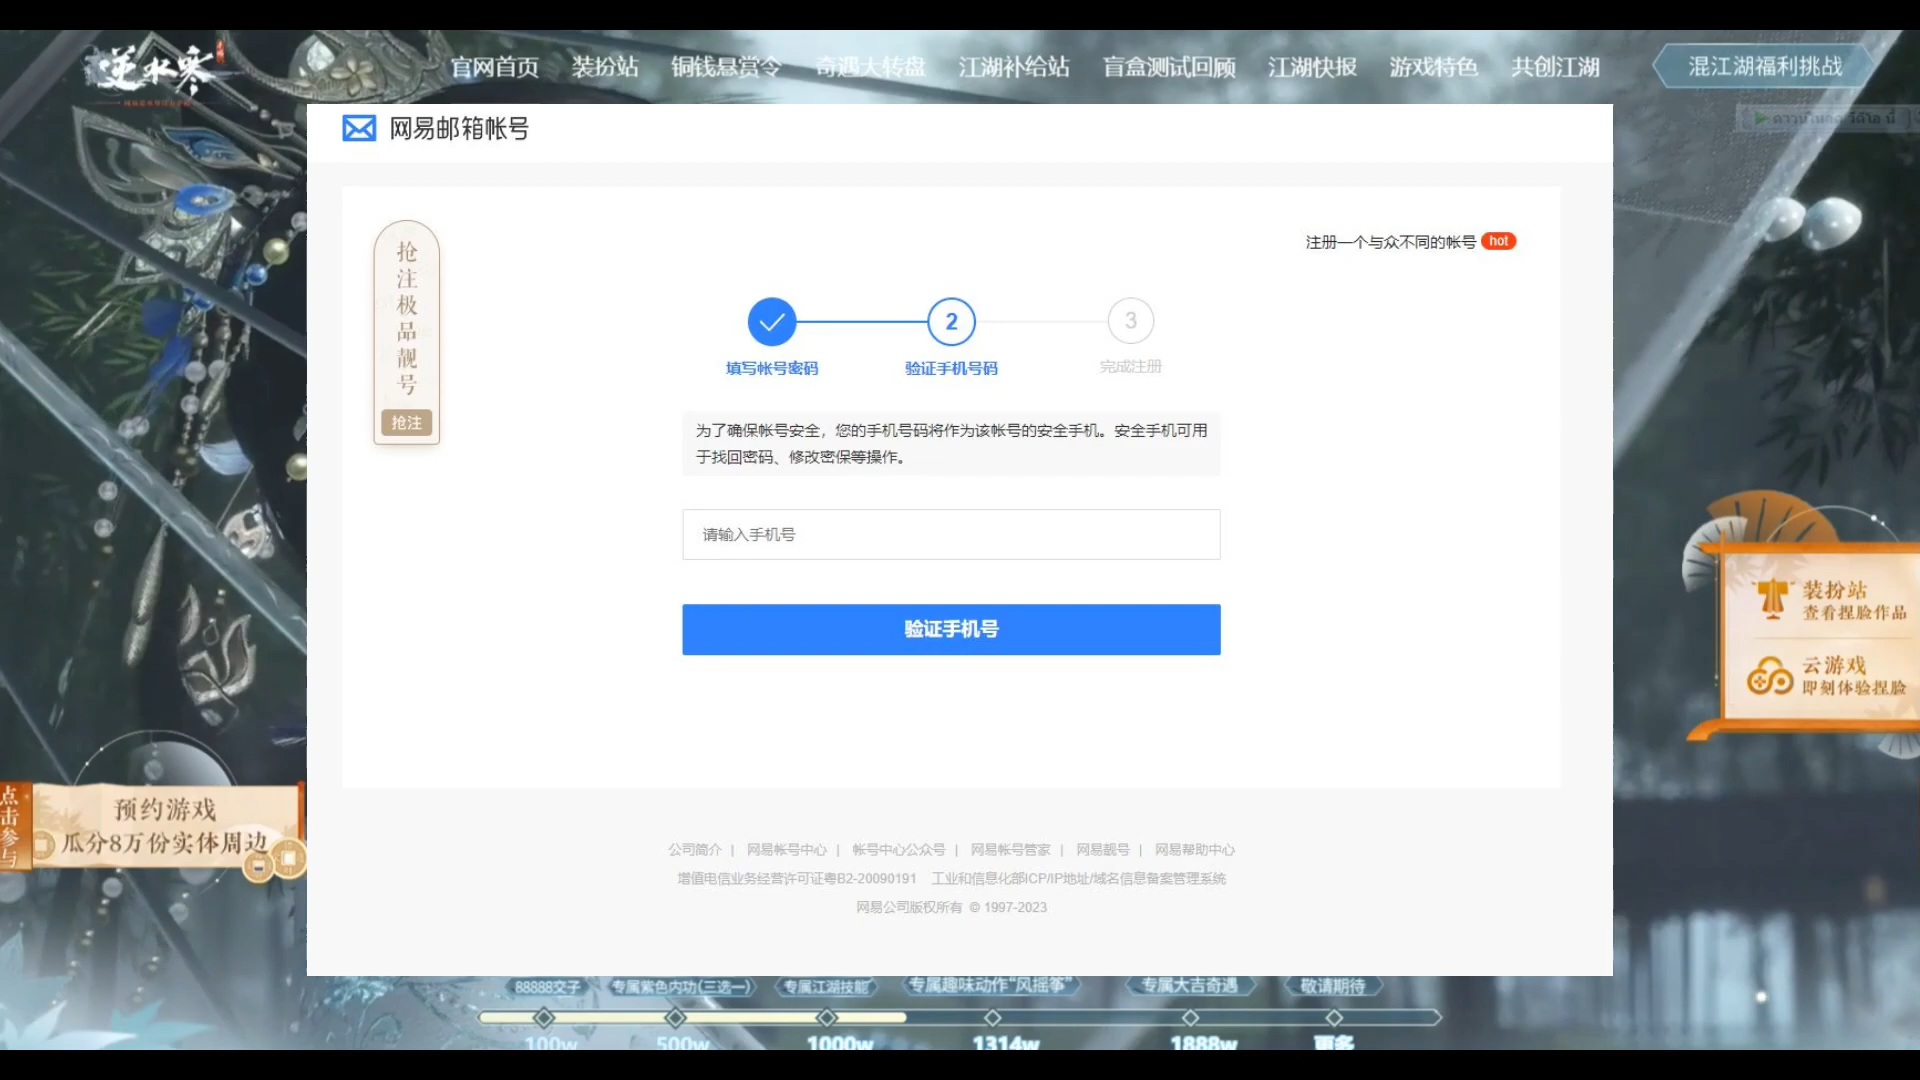 逆水寒
官网首页 装扮站 铜钱悬赏令 奇遇大转盘 江湖补给站 盲盒测试回顾 江湖快报 游戏特色 共创江湖
混江湖福利挑战
网易邮箱帐号
抢注极品靓号
抢注
注册一个与众不同的帐号 hot
2
3
填写帐号密码 验证手机号码 完成注册
为了确保帐号安全，您的手机号码将作为该帐号的安全手机。安全手机可用
于找回密码、修改密保等操作。
请输入手机号
验证手机号
装扮站
查看捏脸作品
云游戏
即刻体验捏脸
点击参与
预约游戏
瓜分8万份实体周边
公司简介 | 网易帐号中心 | 帐号中心公众号 | 网易帐号管家 | 网易靓号 | 网易帮助中心
增值电信业务经营许可证粤B2-20090191 工业和信息化部ICP/IP地址/域名信息备案管理系统
网易公司版权所有 © 1997-2023
88888交子 专属紫色内功(三选一) 专属江湖技能 专属趣味动作“风摇筝” 专属大吉奇遇 敬请期待
100w 500w 1000w 1314w 1888w 更多